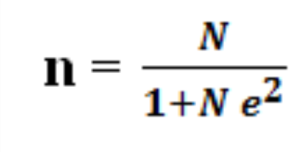 n = N / 1+N e²